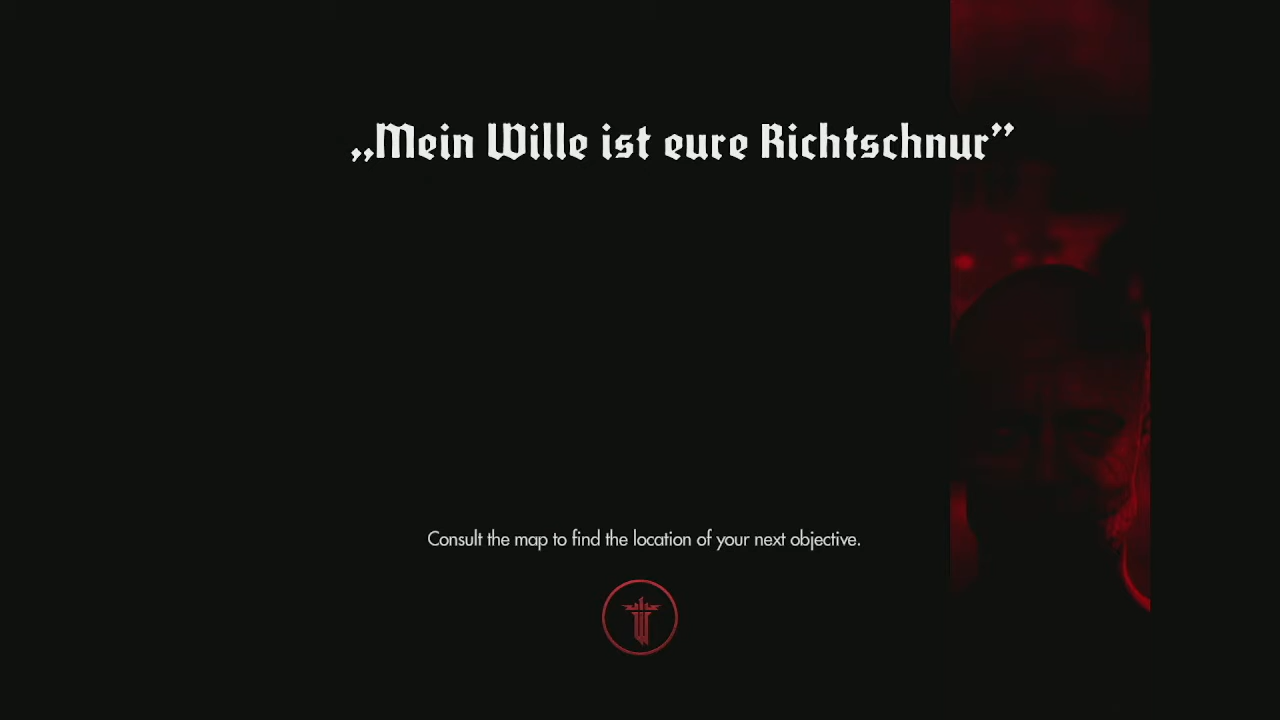 „Mein Wille ist eure Richtschnur”
Consult the map to find the location of your next objective.